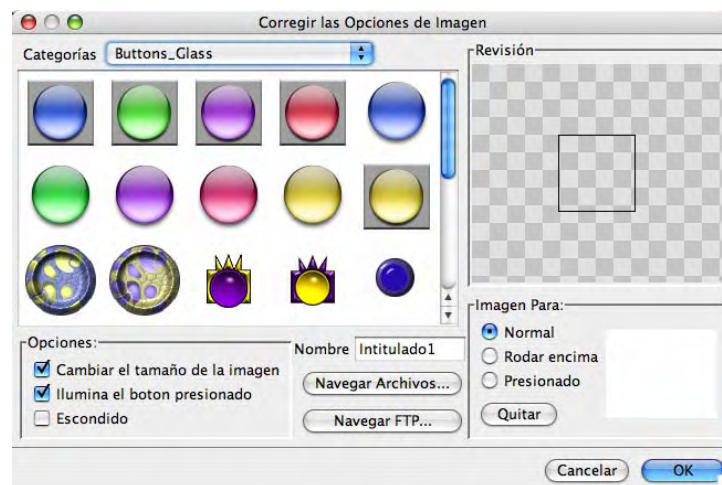 Corregir las Opciones de Imagen
Categorías Buttons_Glass
Revisión
Opciones:
Cambiar el tamaño de la imagen
Ilumina el boton presionado
Escondido
Nombre Intitulado1
Navegar Archivos...
Navegar FTP...
Imagen Para:
Normal
Rodar encima
Presionado
Quitar
Cancelar OK